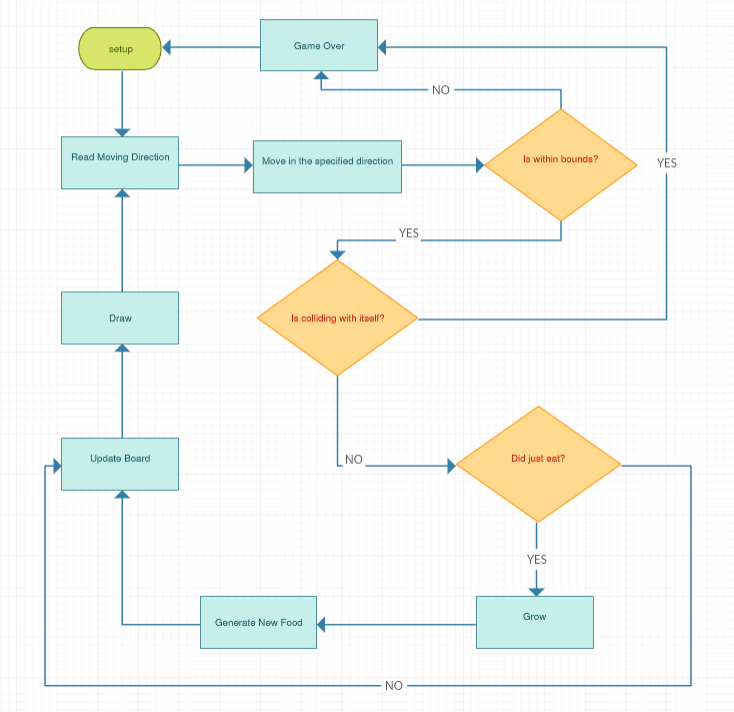 setup
Game Over
NO
Read Moving Direction
Move in the specified direction
Is within bounds?
YES
YES
Draw
Is colliding with itself?
Update Board
NO
Did just eat?
YES
Generate New Food
Grow
NO